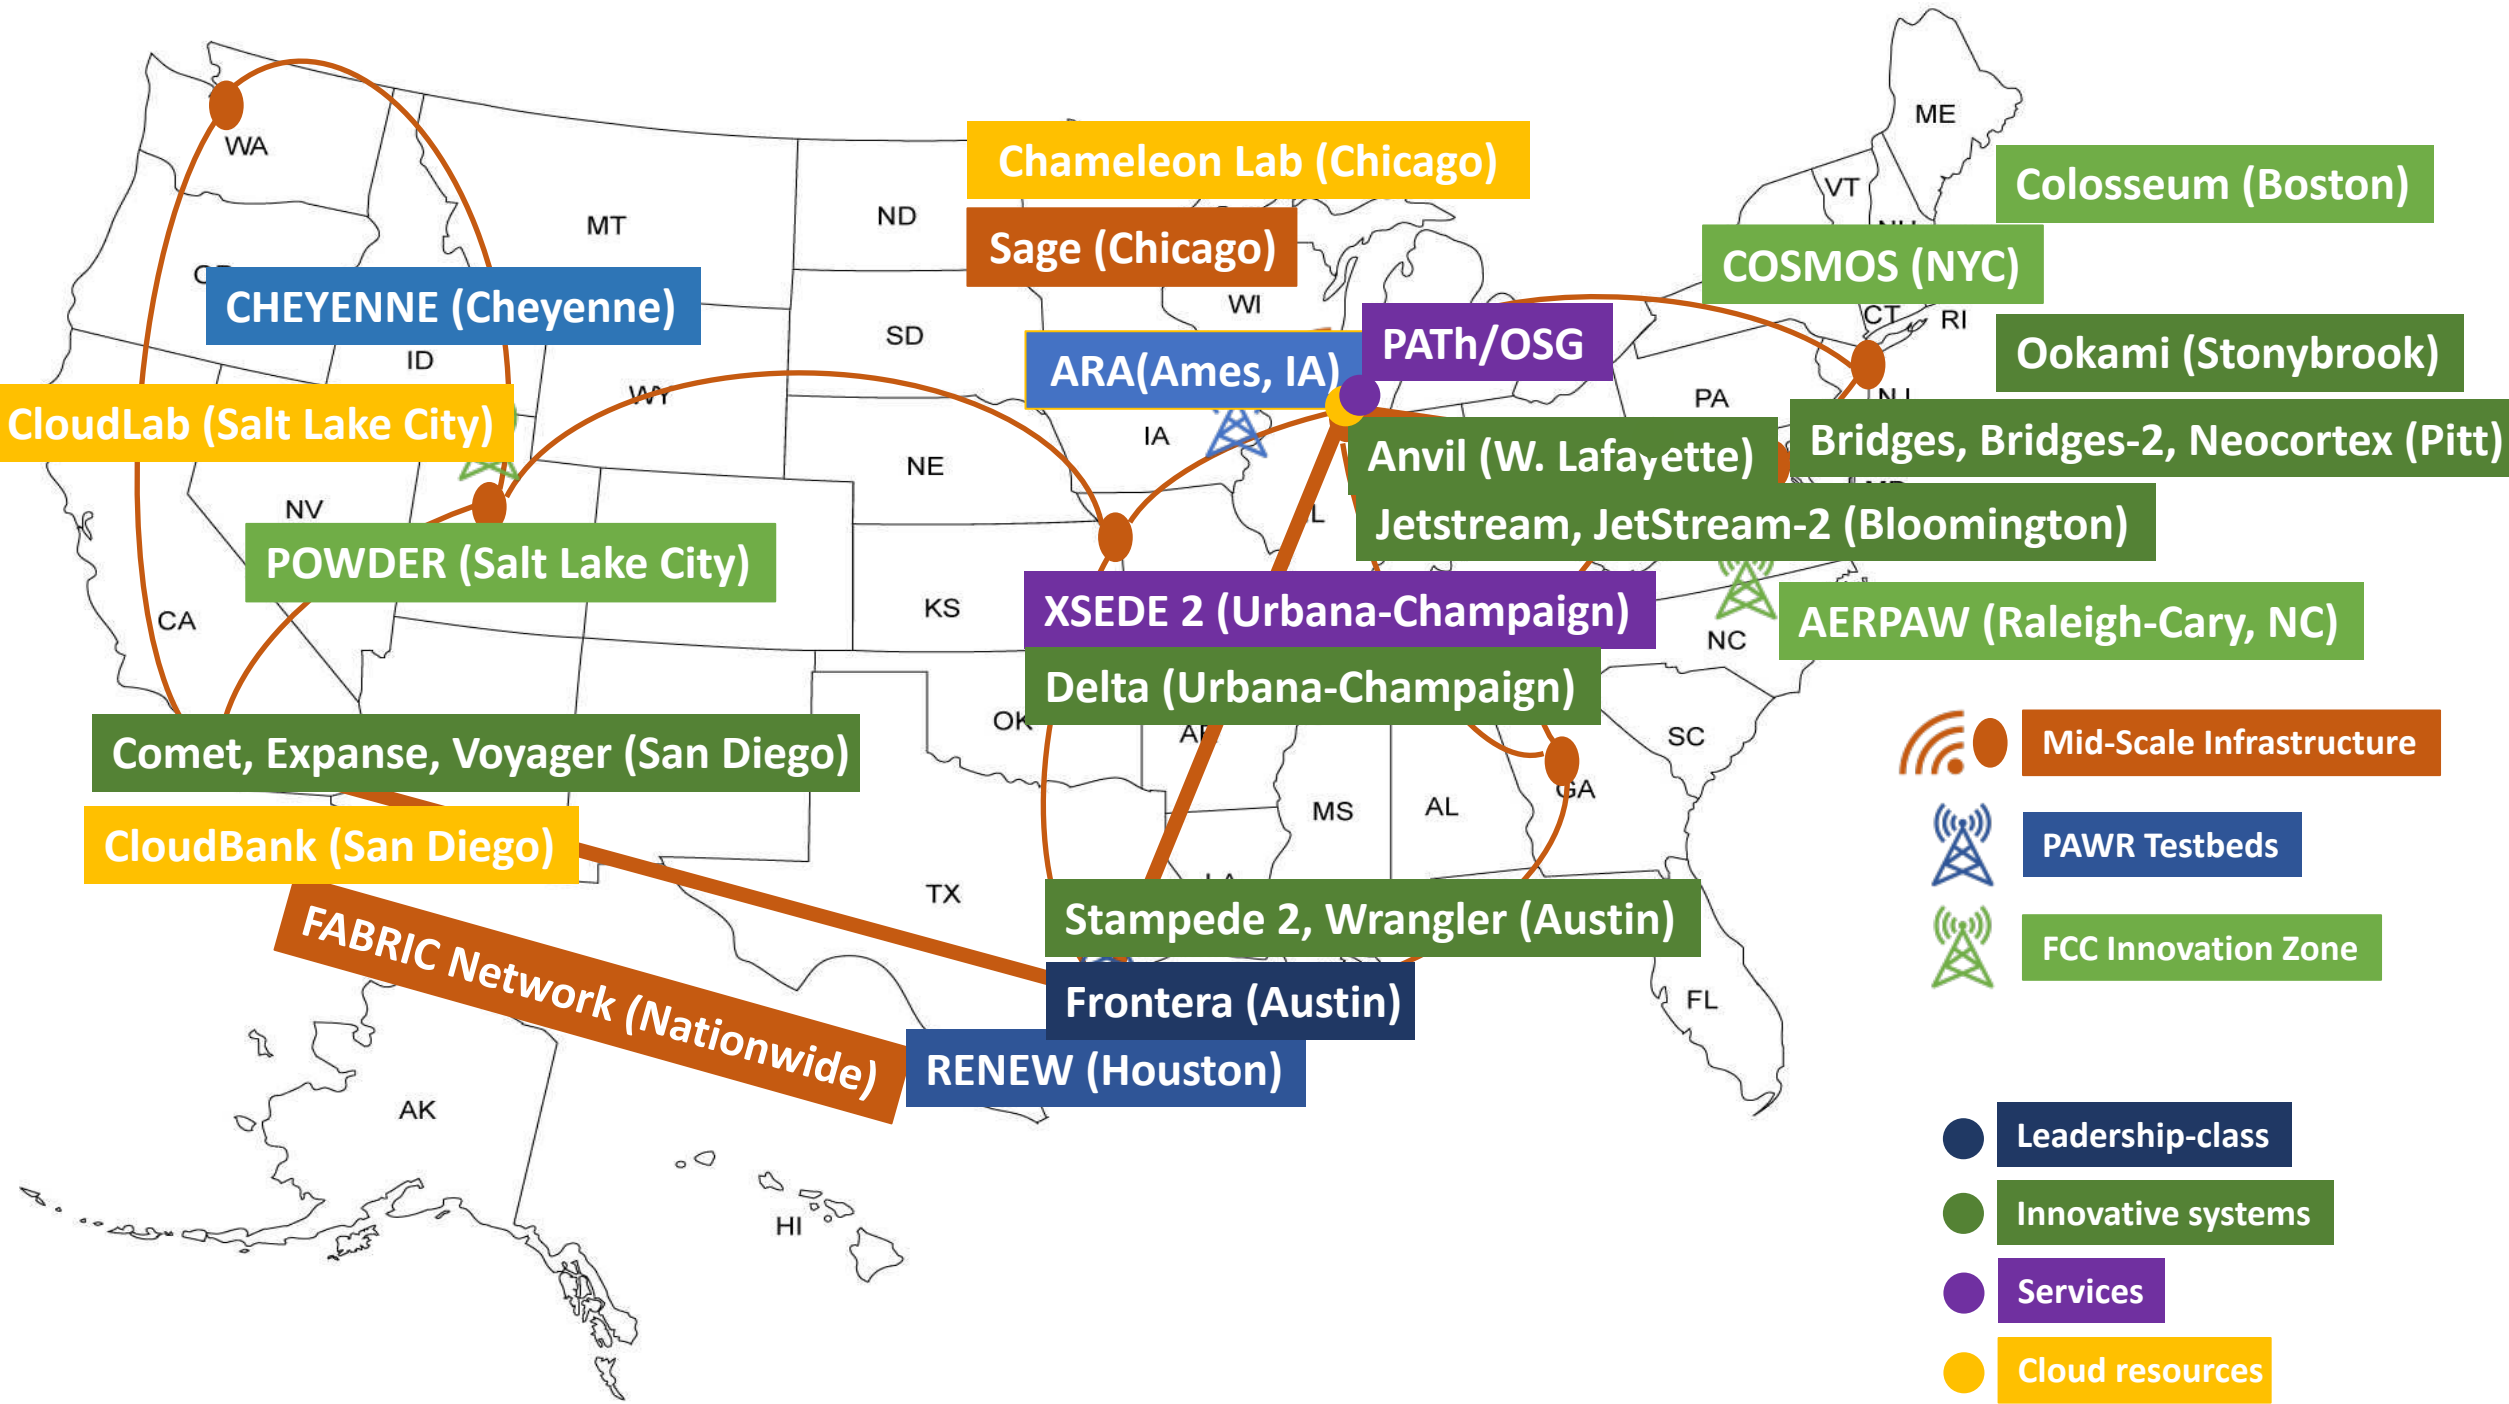 ME
WA
Chameleon Lab (Chicago)
VT
Colosseum (Boston)
MT
ND
Sage (Chicago)
COSMOS (NYC)
CHEYENNE (Cheyenne)
WI
CT
RI
SD
PATh/OSG
Ookami (Stonybrook)
ID
ARA(Ames, IA)
WY
PA
NJ
CloudLab (Salt Lake City)
IA
Anvil (W. Lafayette)
Bridges, Bridges-2, Neocortex (Pitt)
NE
NV
Jetstream, JetStream-2 (Bloomington)
POWDER (Salt Lake City)
KS
CA
XSEDE 2 (Urbana-Champaign)
AERPAW (Raleigh-Cary, NC)
NC
Delta (Urbana-Champaign)
OK
SC
Comet, Expanse, Voyager (San Diego)
Mid-Scale Infrastructure
GA
MS
AL
CloudBank (San Diego)
PAWR Testbeds
TX
Stampede 2, Wrangler (Austin)
FABRIC Network (Nationwide)
FCC Innovation Zone
Frontera (Austin)
FL
RENEW (Houston)
AK
Leadership-class
HI
Innovative systems
Services
Cloud resources